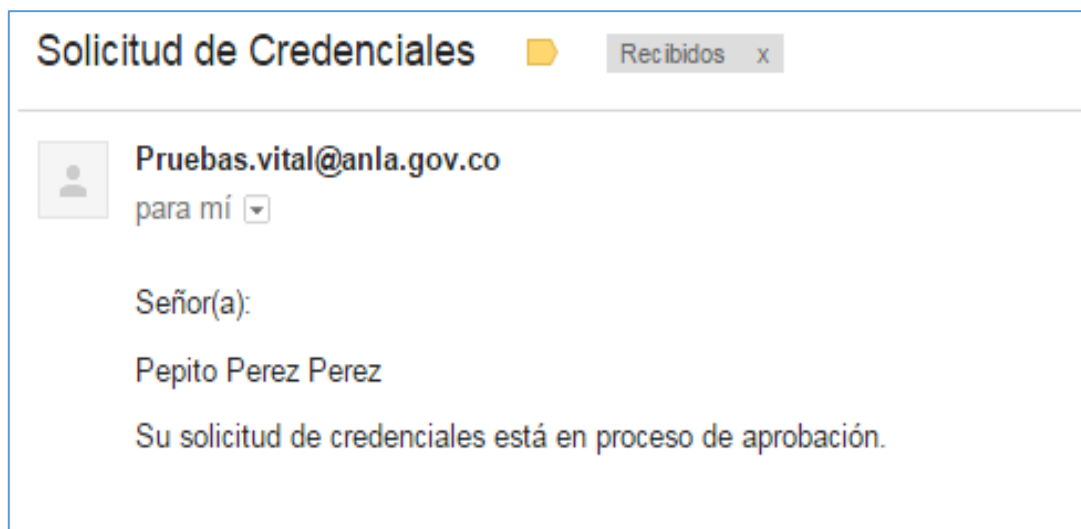 Solicitud de Credenciales Recibidos x
Pruebas.vital@anla.gov.co
para mí
Señor(a):
Pepito Perez Perez
Su solicitud de credenciales está en proceso de aprobación.